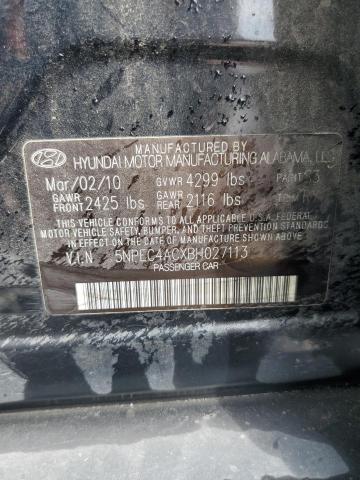 MANUFACTURED BY
HYUNDAI MOTOR MANUFACTURING ALABAMA, LLC
Mar/02/10 GVWR 4299 lbs PAINT
GAWR FRONT 2425 lbs GAWR REAR 2116 lbs
THIS VEHICLE CONFORMS TO ALL APPLICABLE U.S.A. FEDERAL
MOTOR VEHICLE SAFETY, BUMPER, AND THEFT PREVENTION STANDARDS
IN EFFECT ON THE DATE OF MANUFACTURE SHOWN ABOVE.
V.I.N 5NPEC4ACXBH027113
PASSENGER CAR